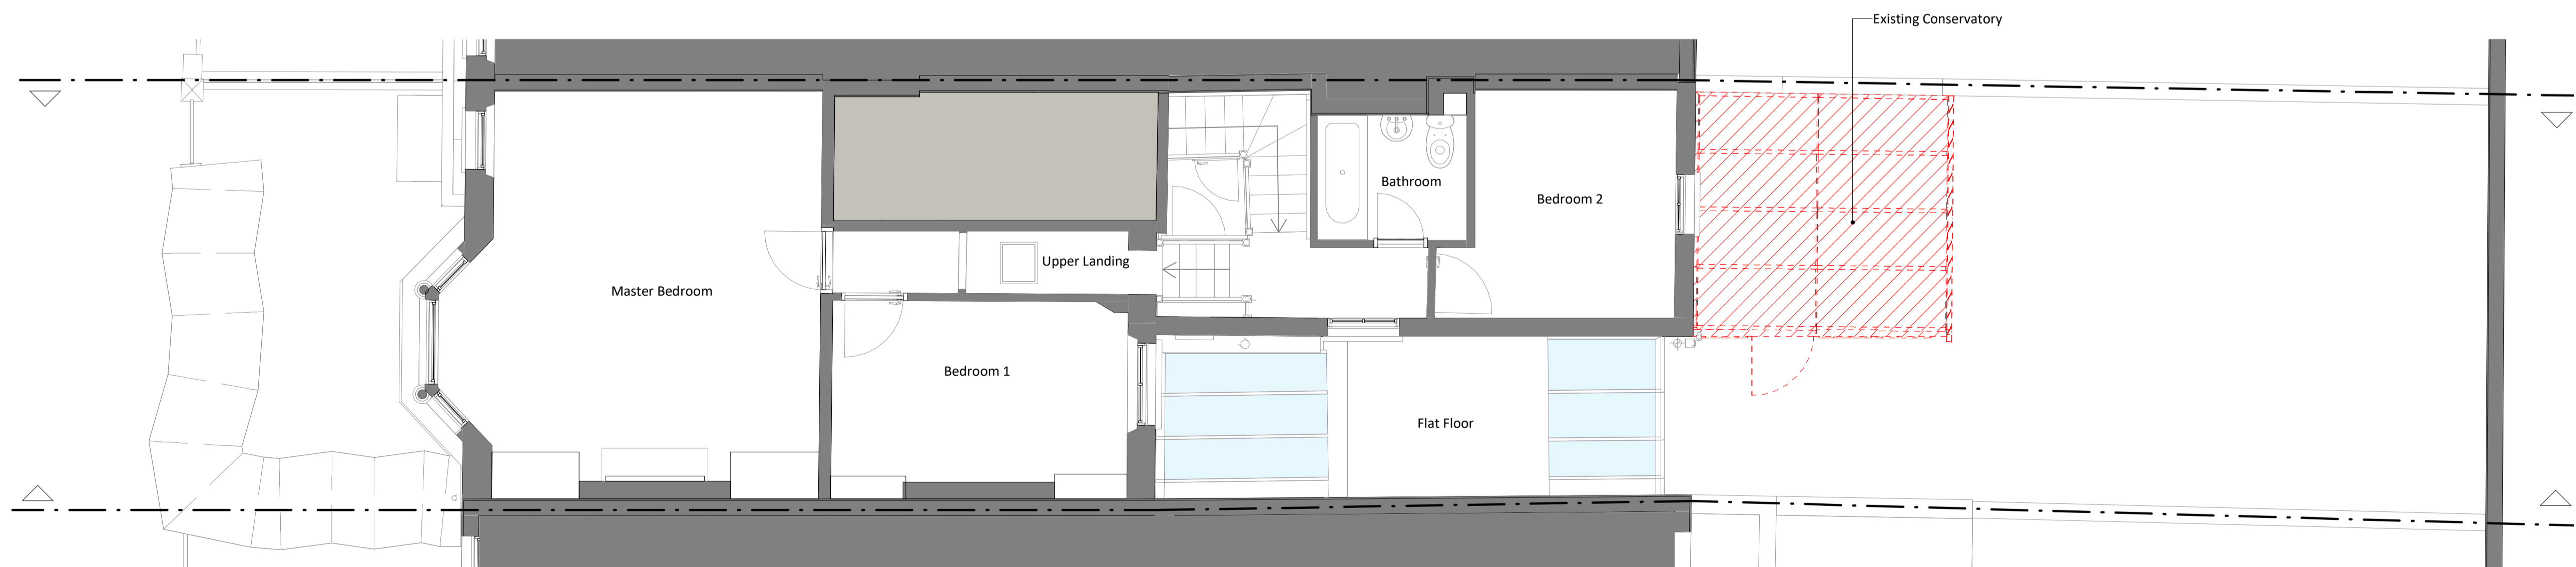 Existing Conservatory
Bathroom
Bedroom 2
Upper Landing
Master Bedroom
Bedroom 1
Flat Floor